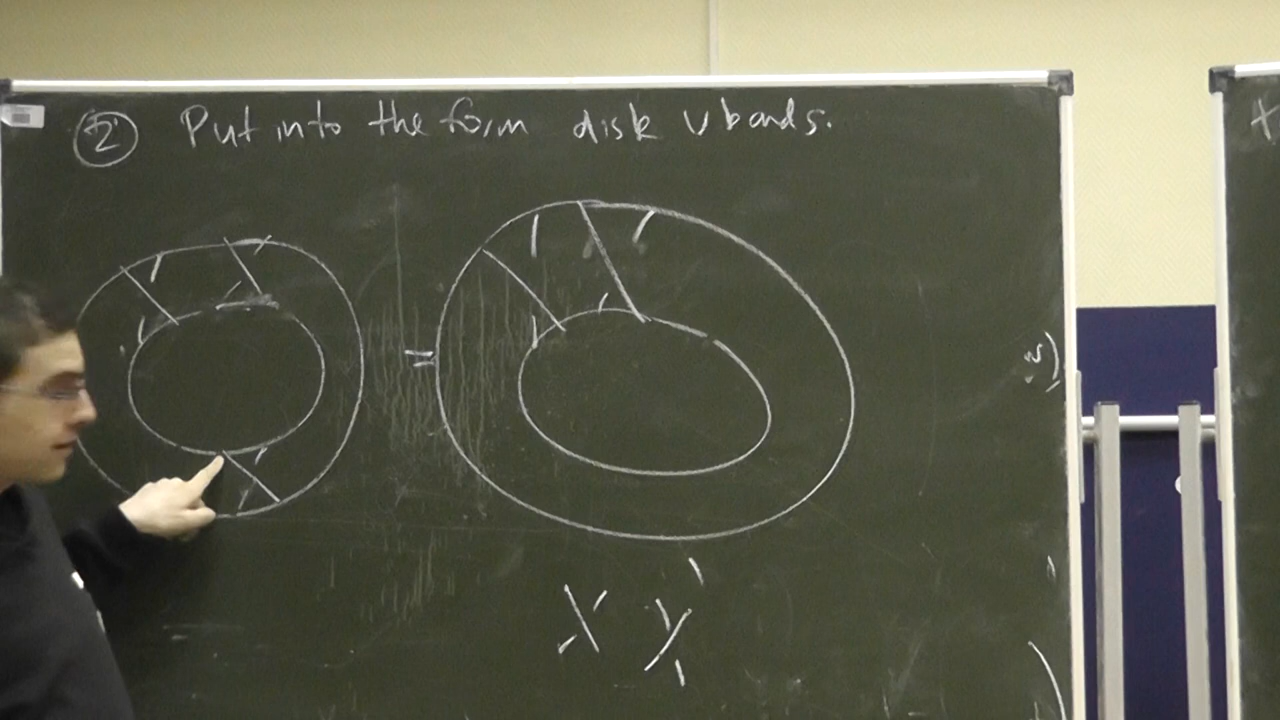 ② Put into the form disk ∪ bands.
=